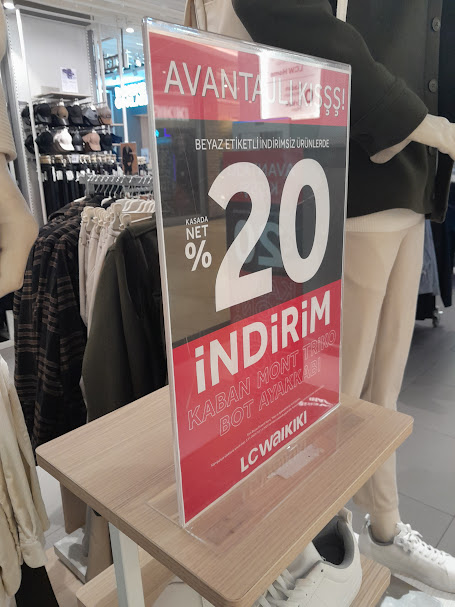 AVANTAJLI KIŞŞŞ!
BEYAZ ETİKETLİ İNDİRİMSİZ ÜRÜNLERDE
KASADA
NET
%20
İNDİRİM
KABAN MONT TRİKO
BOT AYAKKABI
LC WAIKIKI